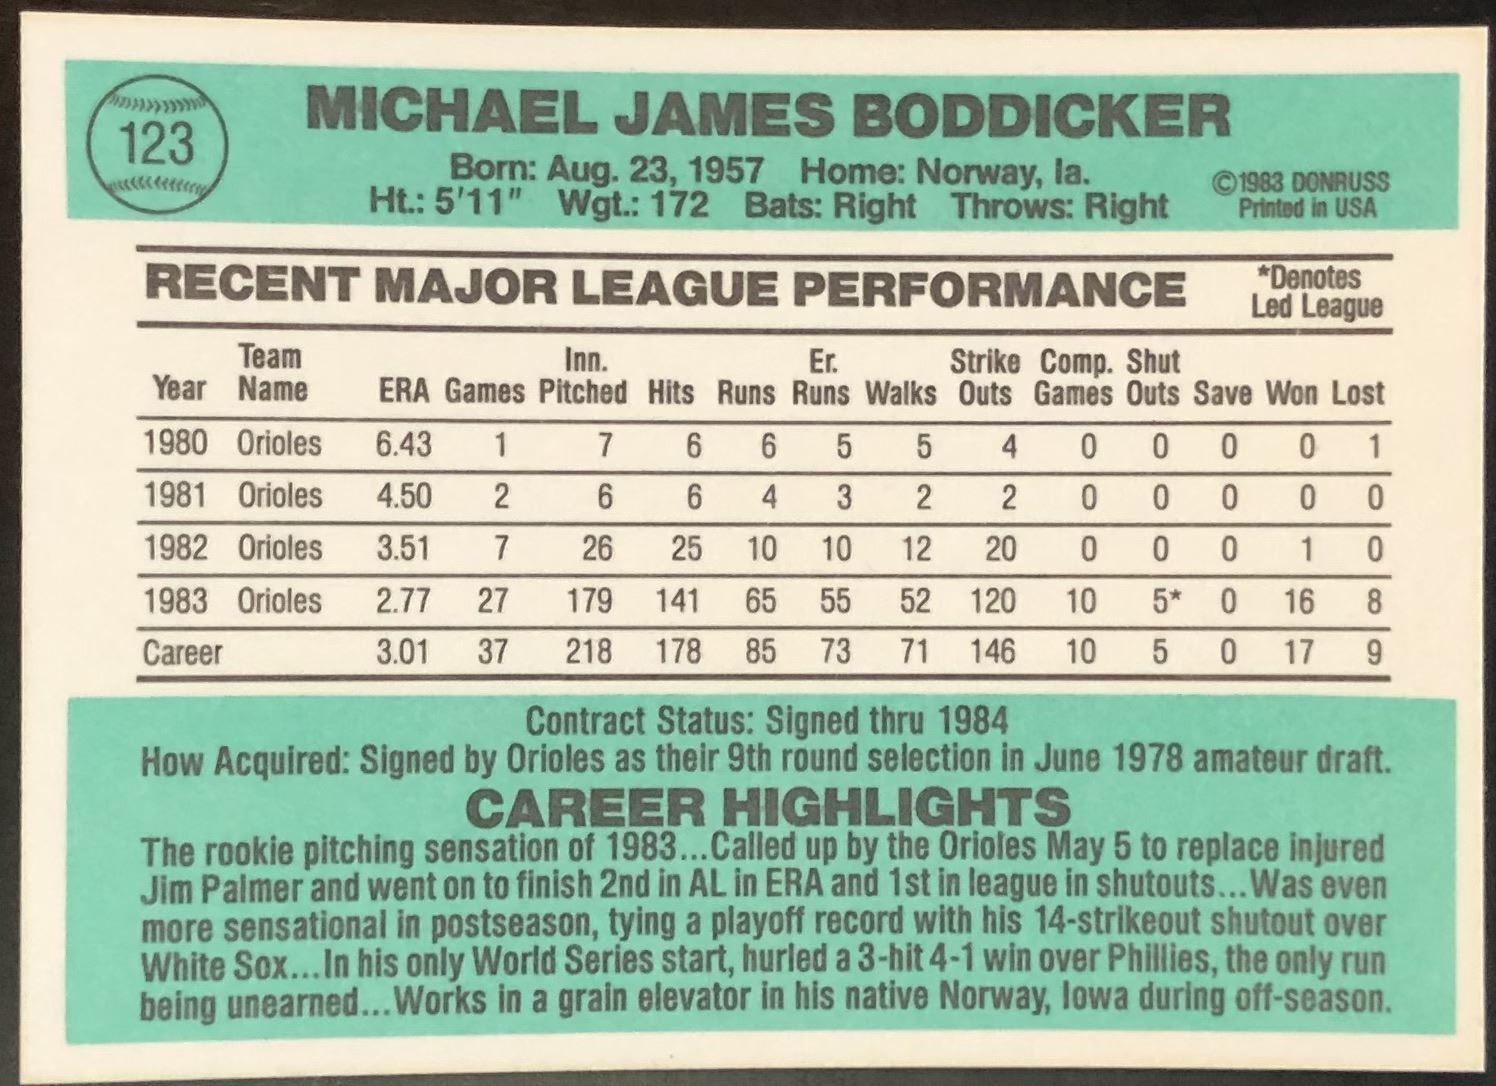 123
MICHAEL JAMES BODDICKER
Born: Aug. 23, 1957 Home: Norway, Ia.
Ht.: 5'11" Wgt.: 172 Bats: Right Throws: Right
©1983 DONRUSS
Printed in USA
RECENT MAJOR LEAGUE PERFORMANCE
*Denotes
Led League
Team Inn. Er. Strike Comp. Shut
Year Name ERA Games Pitched Hits Runs Runs Walks Outs Games Outs Save Won Lost
1980 Orioles 6.43 1 7 6 6 5 5 4 0 0 0 0 1
1981 Orioles 4.50 2 6 6 4 3 2 2 0 0 0 0 0
1982 Orioles 3.51 7 26 25 10 10 12 20 0 0 0 1 0
1983 Orioles 2.77 27 179 141 65 55 52 120 10 5* 0 16 8
Career 3.01 37 218 178 85 73 71 146 10 5 0 17 9
Contract Status: Signed thru 1984
How Acquired: Signed by Orioles as their 9th round selection in June 1978 amateur draft.
CAREER HIGHLIGHTS
The rookie pitching sensation of 1983...Called up by the Orioles May 5 to replace injured
Jim Palmer and went on to finish 2nd in AL in ERA and 1st in league in shutouts...Was even
more sensational in postseason, tying a playoff record with his 14-strikeout shutout over
White Sox...In his only World Series start, hurled a 3-hit 4-1 win over Phillies, the only run
being unearned...Works in a grain elevator in his native Norway, Iowa during off-season.